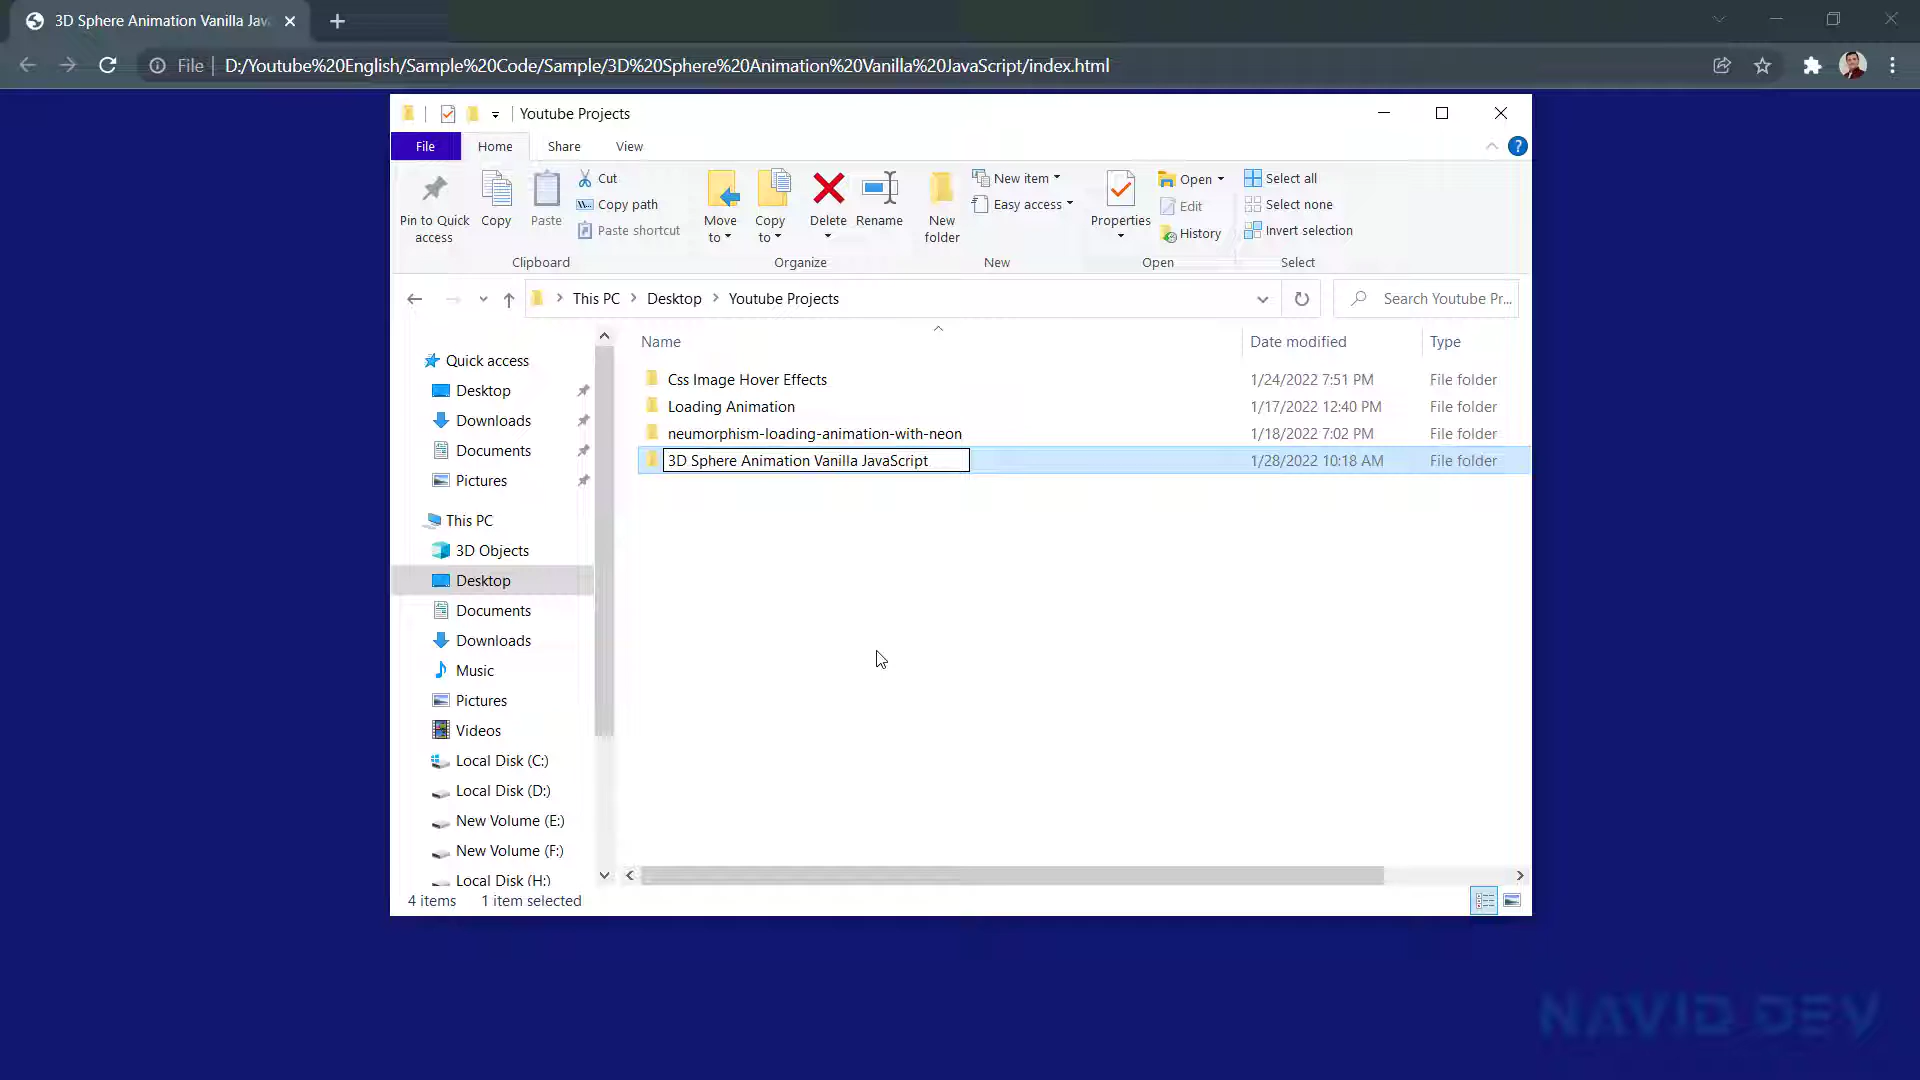 3D Sphere Animation Vanilla Jav
File
D:/Youtube%20English/Sample%20Code/Sample/3D%20Sphere%20Animation%20Vanilla%20JavaScript/index.html
Youtube Projects
File Home Share View
Pin to Quick access
Copy
Paste
Cut
Copy path
Paste shortcut
Clipboard
Move to
Copy to
Delete
Rename
Organize
New folder
New item
Easy access
New
Properties
Open
Edit
History
Open
Select all
Select none
Invert selection
Select
This PC Desktop Youtube Projects
Search Youtube Pr...
Name Date modified Type
Css Image Hover Effects 1/24/2022 7:51 PM File folder
Loading Animation 1/17/2022 12:40 PM File folder
neumorphism-loading-animation-with-neon 1/18/2022 7:02 PM File folder
3D Sphere Animation Vanilla JavaScript 1/28/2022 10:18 AM File folder
Quick access
Desktop
Downloads
Documents
Pictures
This PC
3D Objects
Desktop
Documents
Downloads
Music
Pictures
Videos
Local Disk (C:)
Local Disk (D:)
New Volume (E:)
New Volume (F:)
Local Disk (H:)
4 items 1 item selected
NAVID DEV